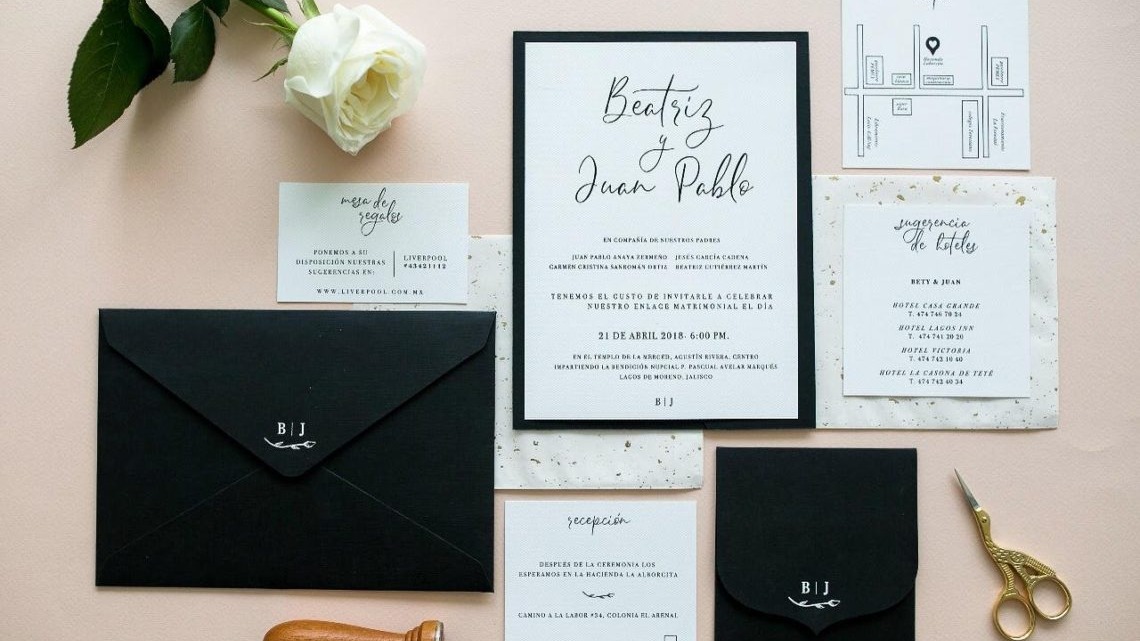 Beatriz
y
Juan Pablo
EN COMPAÑÍA DE NUESTROS PADRES
JUAN PABLO ANAYA ZERMEÑO JESÚS GARCÍA CADENA
CARMEN CRISTINA SANROMÁN ORTIZ BEATRIZ GUTIÉRREZ MARTÍN
TENEMOS EL GUSTO DE INVITARLE A CELEBRAR
NUESTRO ENLACE MATRIMONIAL EL DÍA
21 DE ABRIL 2018- 6:00 PM.
EN EL TEMPLO DE LA MERCED, AGUSTÍN RIVERA, CENTRO
IMPARTIENDO LA BENDICIÓN NUPCIAL P. PASCUAL AVELAR MARQUÉS
LAGOS DE MORENO, JALISCO
B|J
mesa de
regalos
PONEMOS A SU
DISPOSICIÓN NUESTRAS
SUGERENCIAS EN:
LIVERPOOL
#43421112
WWW.LIVERPOOL.COM.MX
sugerencia
de hoteles
BETY & JUAN
HOTEL CASA GRANDE
T. 474 746 70 24
HOTEL LAGOS INN
T. 474 741 20 20
HOTEL VICTORIA
T. 474 742 10 40
HOTEL LA CASONA DE TETÉ
T. 474 742 40 34
B|J
recepción
DESPUÉS DE LA CEREMONIA LOS
ESPERAMOS EN LA HACIENDA LA ALBORCITA
CAMINO A LA LABOR #34, COLONIA EL ARENAL
B|J